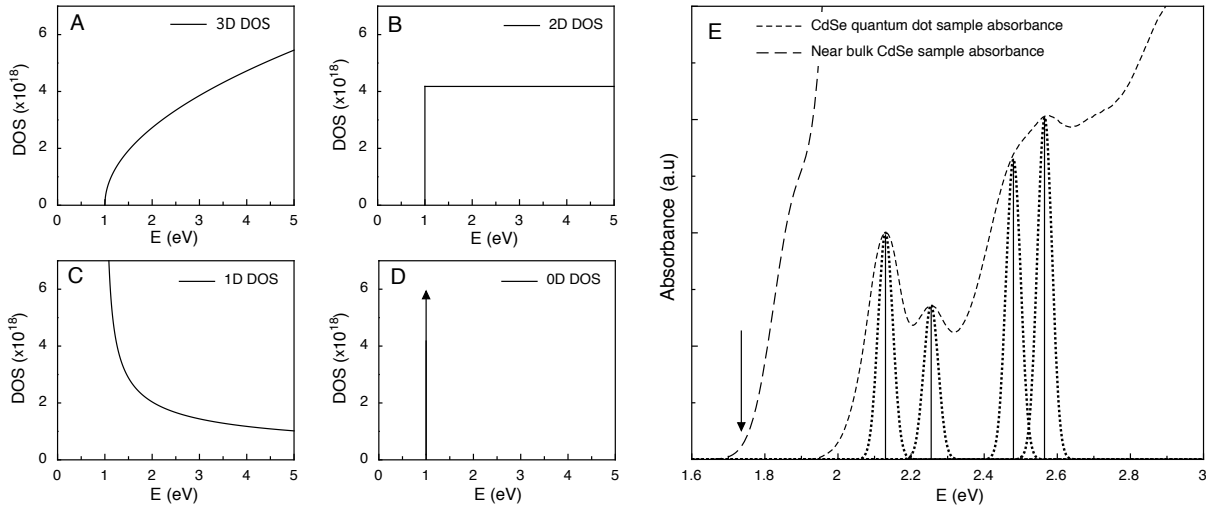 A
3D DOS
6
4
2
0
DOS (x10^18)
0 1 2 3 4 5
E (eV)
B
2D DOS
6
4
2
0
DOS (x10^18)
0 1 2 3 4 5
E (eV)
C
1D DOS
6
4
2
0
DOS (x10^18)
0 1 2 3 4 5
E (eV)
D
0D DOS
6
4
2
0
DOS (x10^18)
0 1 2 3 4 5
E (eV)
E
CdSe quantum dot sample absorbance
Near bulk CdSe sample absorbance
Absorbance (a.u)
1.6 1.8 2 2.2 2.4 2.6 2.8 3
E (eV)